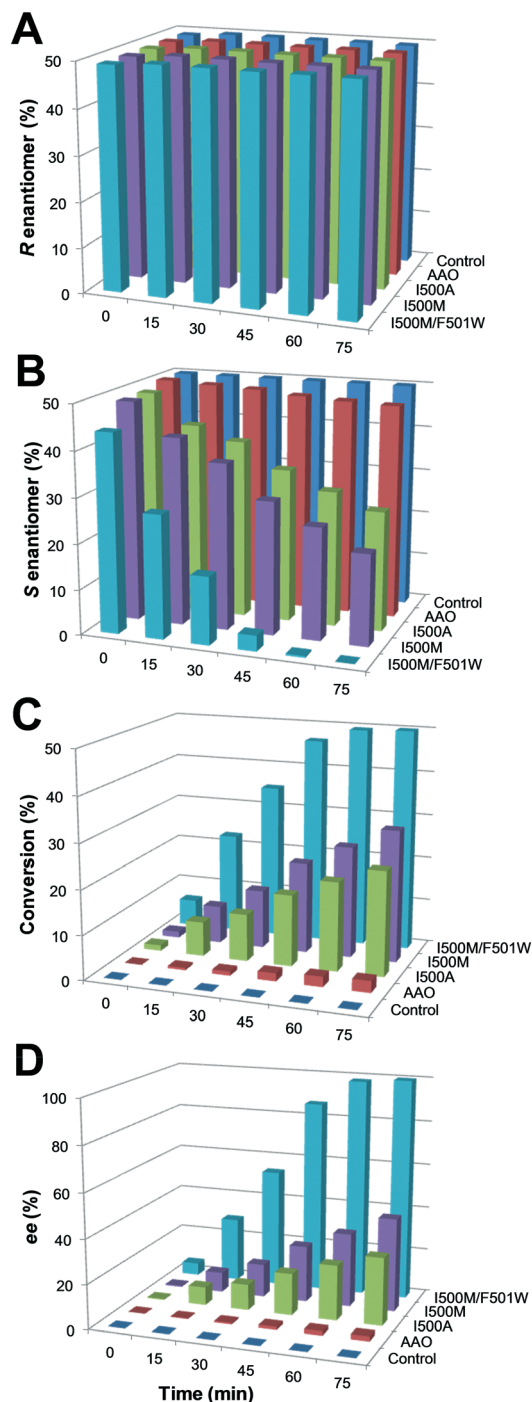 A
R enantiomer (%)
50
40
30
20
10
0
0 15 30 45 60 75
Control
AAO
I500A
I500M
I500M/F501W
B
S enantiomer (%)
50
40
30
20
10
0
0 15 30 45 60 75
Control
AAO
I500A
I500M
I500M/F501W
C
Conversion (%)
50
40
30
20
10
0
0 15 30 45 60 75
I500M/F501W
I500M
I500A
AAO
Control
D
ee (%)
100
80
60
40
20
0
0 15 30 45 60 75
I500M/F501W
I500M
I500A
AAO
Control
Time (min)